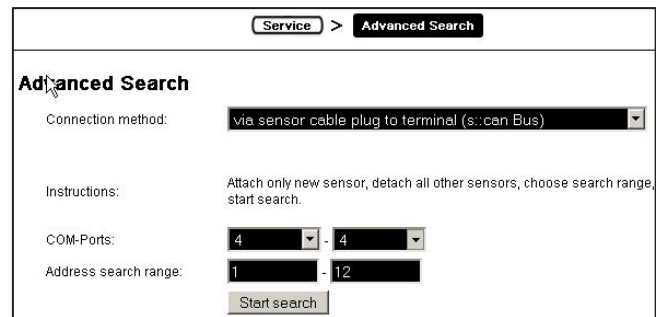 Service > Advanced Search
Advanced Search
Connection method: via sensor cable plug to terminal (s::can Bus)
Instructions: Attach only new sensor, detach all other sensors, choose search range,
start search.
COM-Ports: 4 - 4
Address search range: 1 - 12
Start search